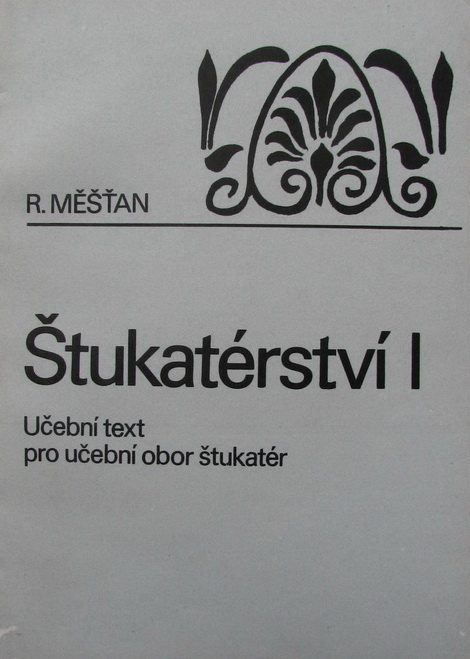 R. MĚŠŤAN
Štukatérství I
Učební text
pro učební obor štukatér